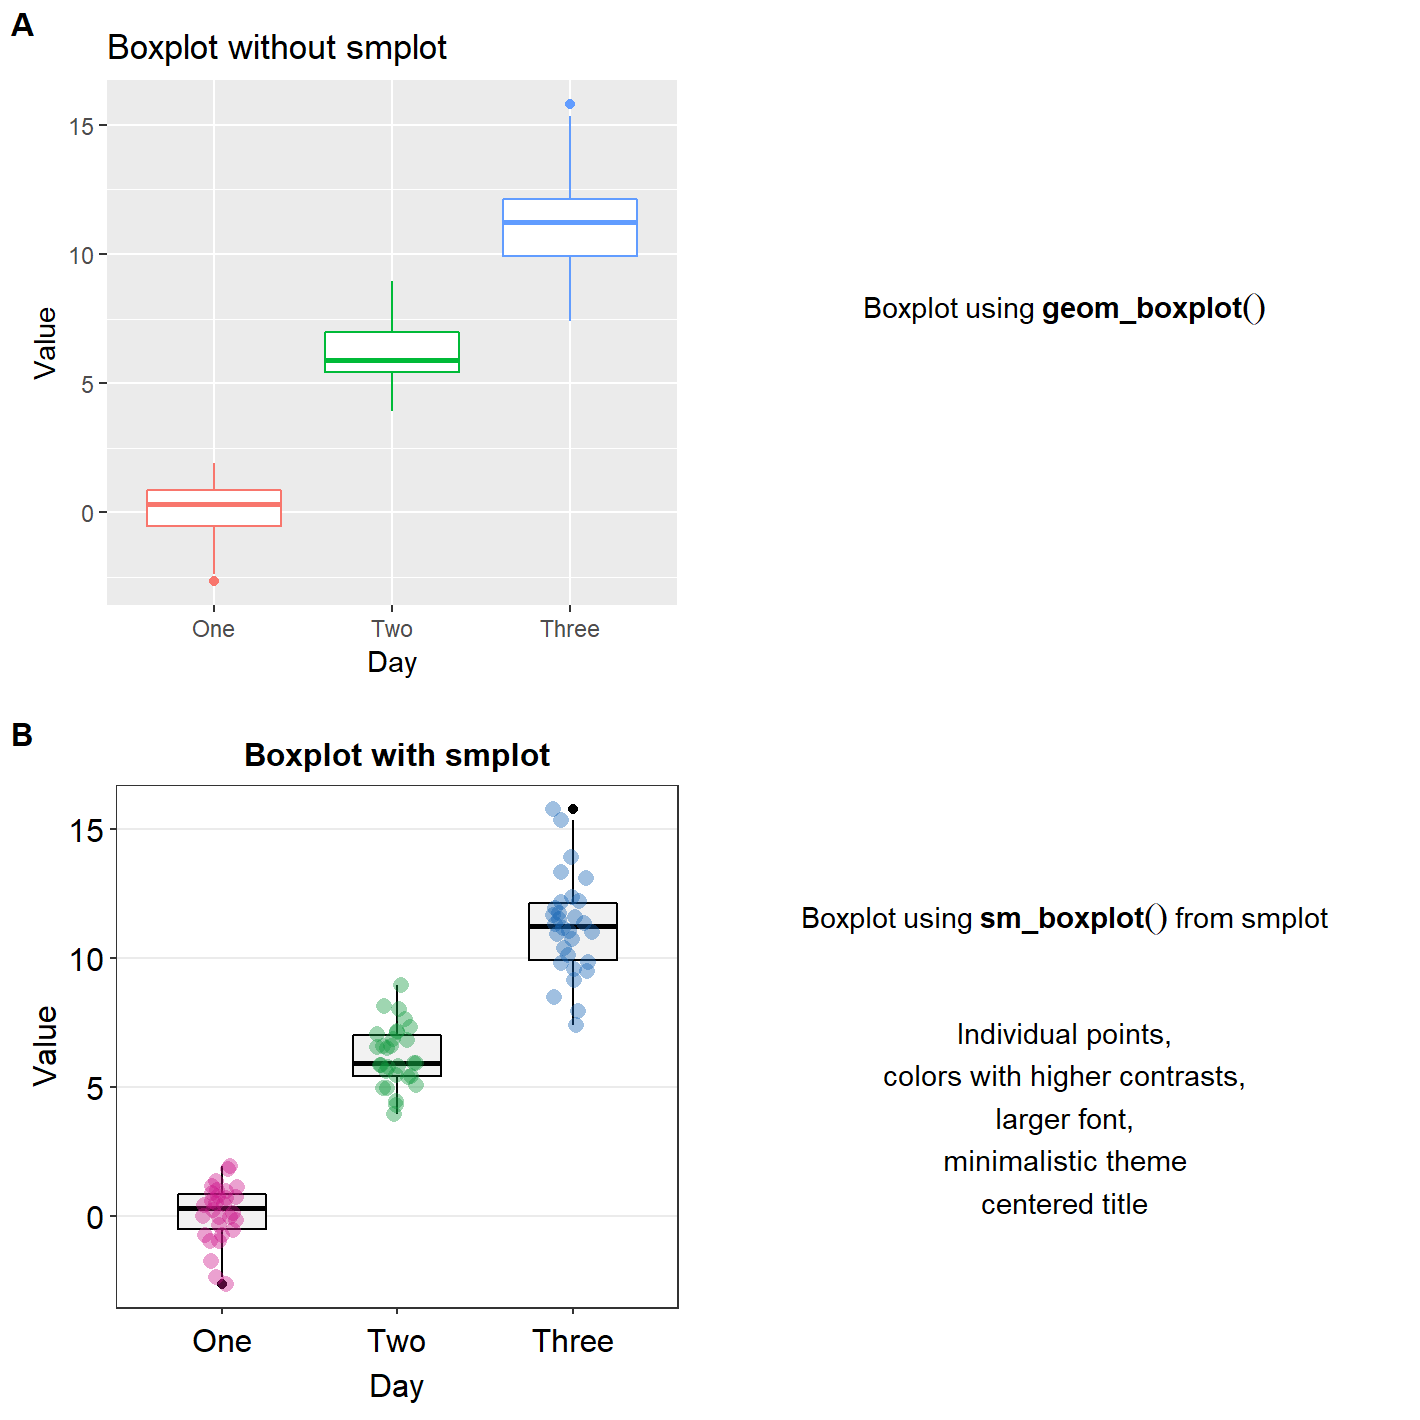 A
Boxplot without smplot
15
10
5
0
Value
One Two Three
Day
Boxplot using geom_boxplot()
B
Boxplot with smplot
15
10
5
0
Value
One Two Three
Day
Boxplot using sm_boxplot() from smplot
Individual points,
colors with higher contrasts,
larger font,
minimalistic theme
centered title